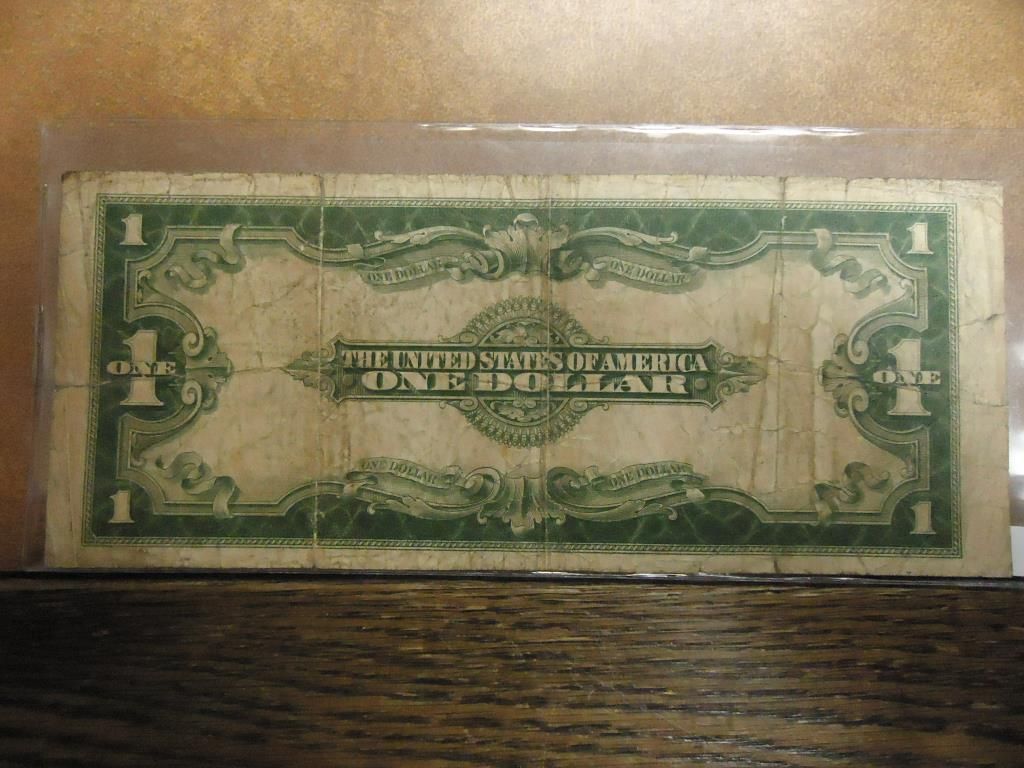 1 1
ONE DOLLAR ONE DOLLAR
THE UNITED STATES OF AMERICA
ONE 1 ONE DOLLAR ONE 1
ONE DOLLAR ONE DOLLAR
1 1